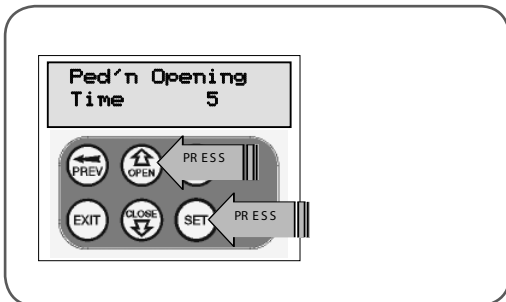 Ped'n Opening
Time 5
PREV
OPEN
PRESS
EXIT
CLOSE
SET
PRESS